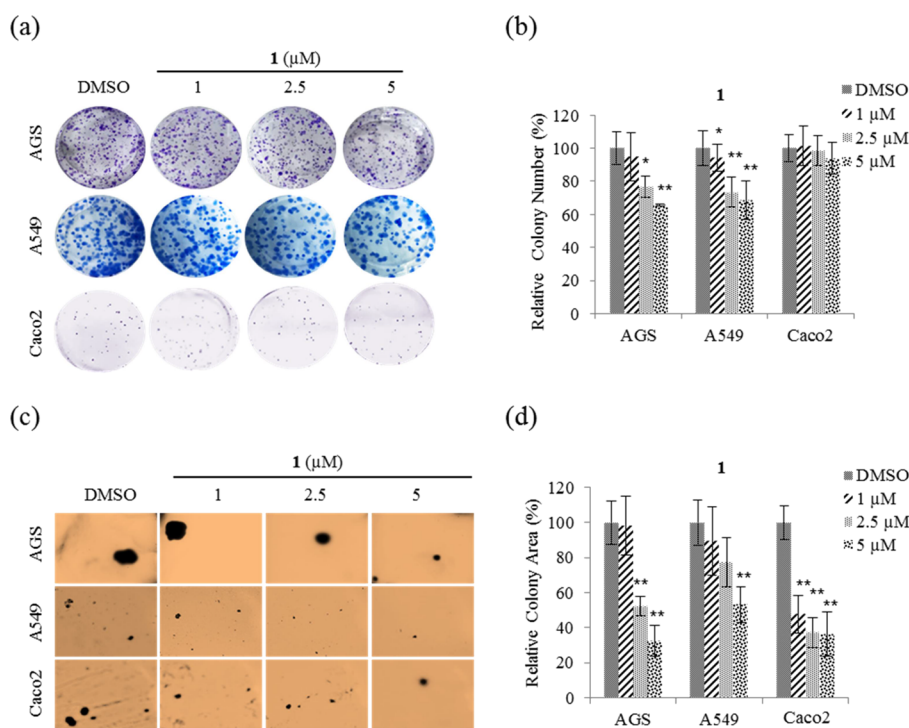 (a)
1 (µM)
DMSO 1 2.5 5
AGS
A549
Caco2
(b)
1
Relative Colony Number (%)
120
100
80
60
40
20
0
* ** * ** **
AGS A549 Caco2
DMSO
1 µM
2.5 µM
5 µM
(c)
1 (µM)
DMSO 1 2.5 5
AGS
A549
Caco2
(d)
1
Relative Colony Area (%)
120
100
80
60
40
20
0
** ** ** ** ** **
AGS A549 Caco2
DMSO
1 µM
2.5 µM
5 µM